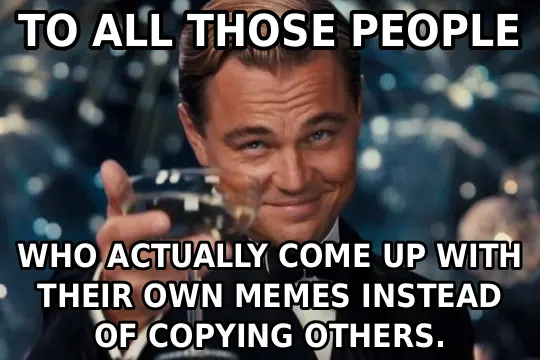 TO ALL THOSE PEOPLE
WHO ACTUALLY COME UP WITH
THEIR OWN MEMES INSTEAD
OF COPYING OTHERS.